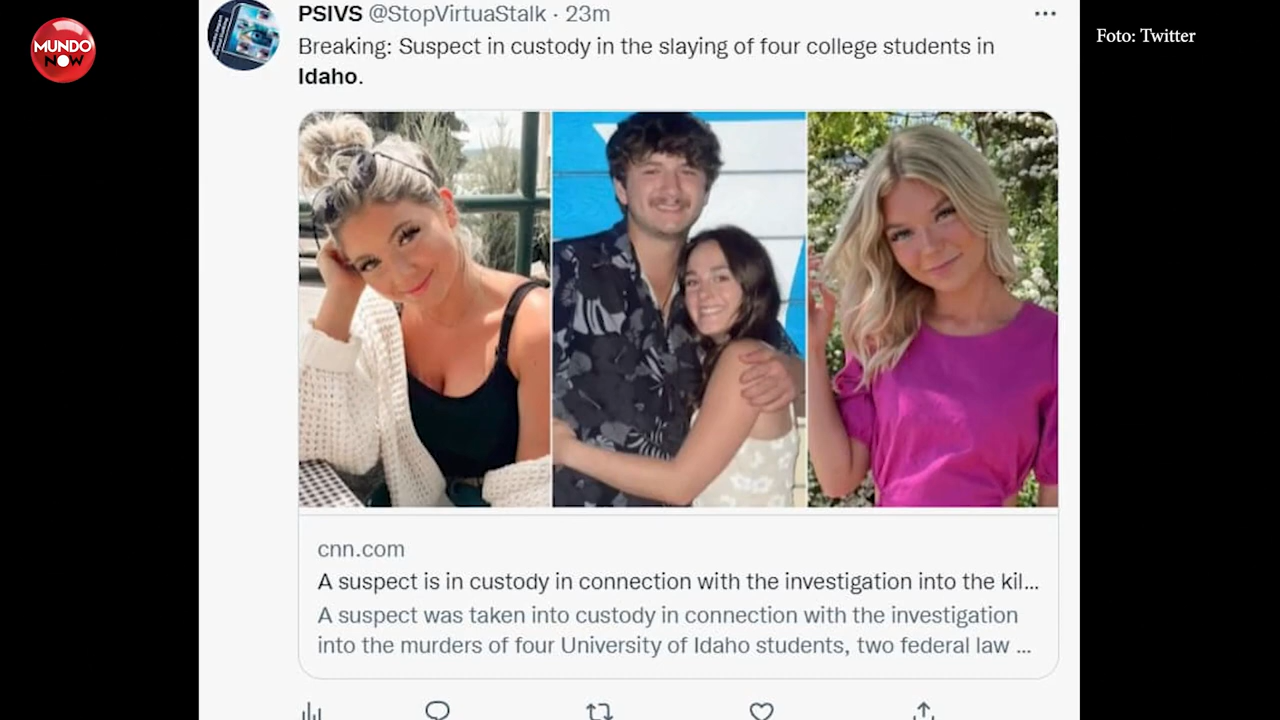 MUNDO
NOW
Foto: Twitter
PSIVS @StopVirtuaStalk · 23m
Breaking: Suspect in custody in the slaying of four college students in
Idaho.
cnn.com
A suspect is in custody in connection with the investigation into the kil...
A suspect was taken into custody in connection with the investigation
into the murders of four University of Idaho students, two federal law ...